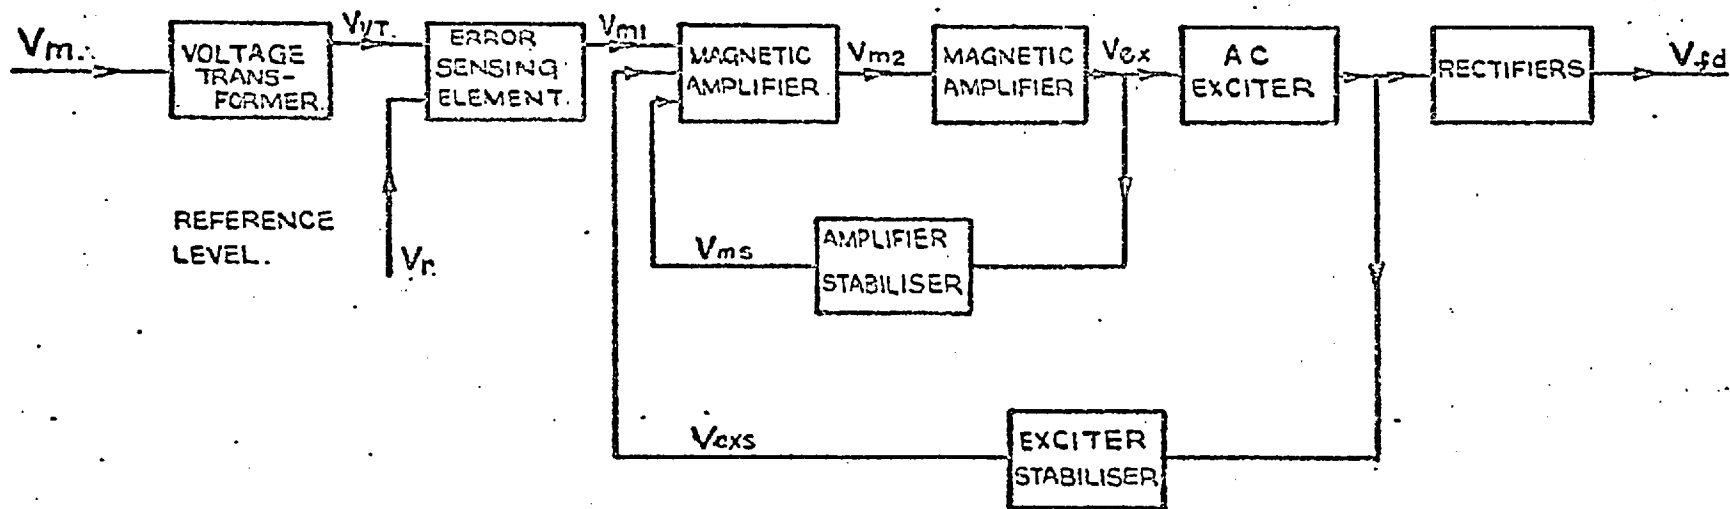 Vm.
VOLTAGE
TRANS-
FORMER.
VVT.
ERROR
SENSING
ELEMENT.
REFERENCE
LEVEL.
Vr.
Vm1
MAGNETIC
AMPLIFIER.
Vm2
MAGNETIC
AMPLIFIER.
Vex
AC
EXCITER
RECTIFIERS
Vfd
Vms
AMPLIFIER
STABILISER
Vexs
EXCITER
STABILISER